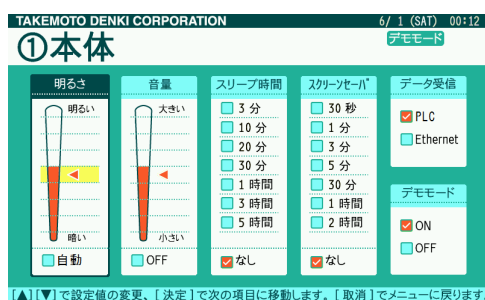 TAKEMOTO DENKI CORPORATION
6/ 1 (SAT) 00:12
①本体
デモモード
明るさ
明るい
暗い
自動
音量
大きい
小さい
OFF
スリープ時間
3 分
10 分
20 分
30 分
1 時間
3 時間
5 時間
なし
スクリーンセーバ
30 秒
1 分
3 分
5 分
30 分
1 時間
2 時間
なし
データ受信
PLC
Ethernet
デモモード
ON
OFF
[▲][▼]で設定値の変更、[決定]で次の項目に移動します。[取消]でメニューに戻ります